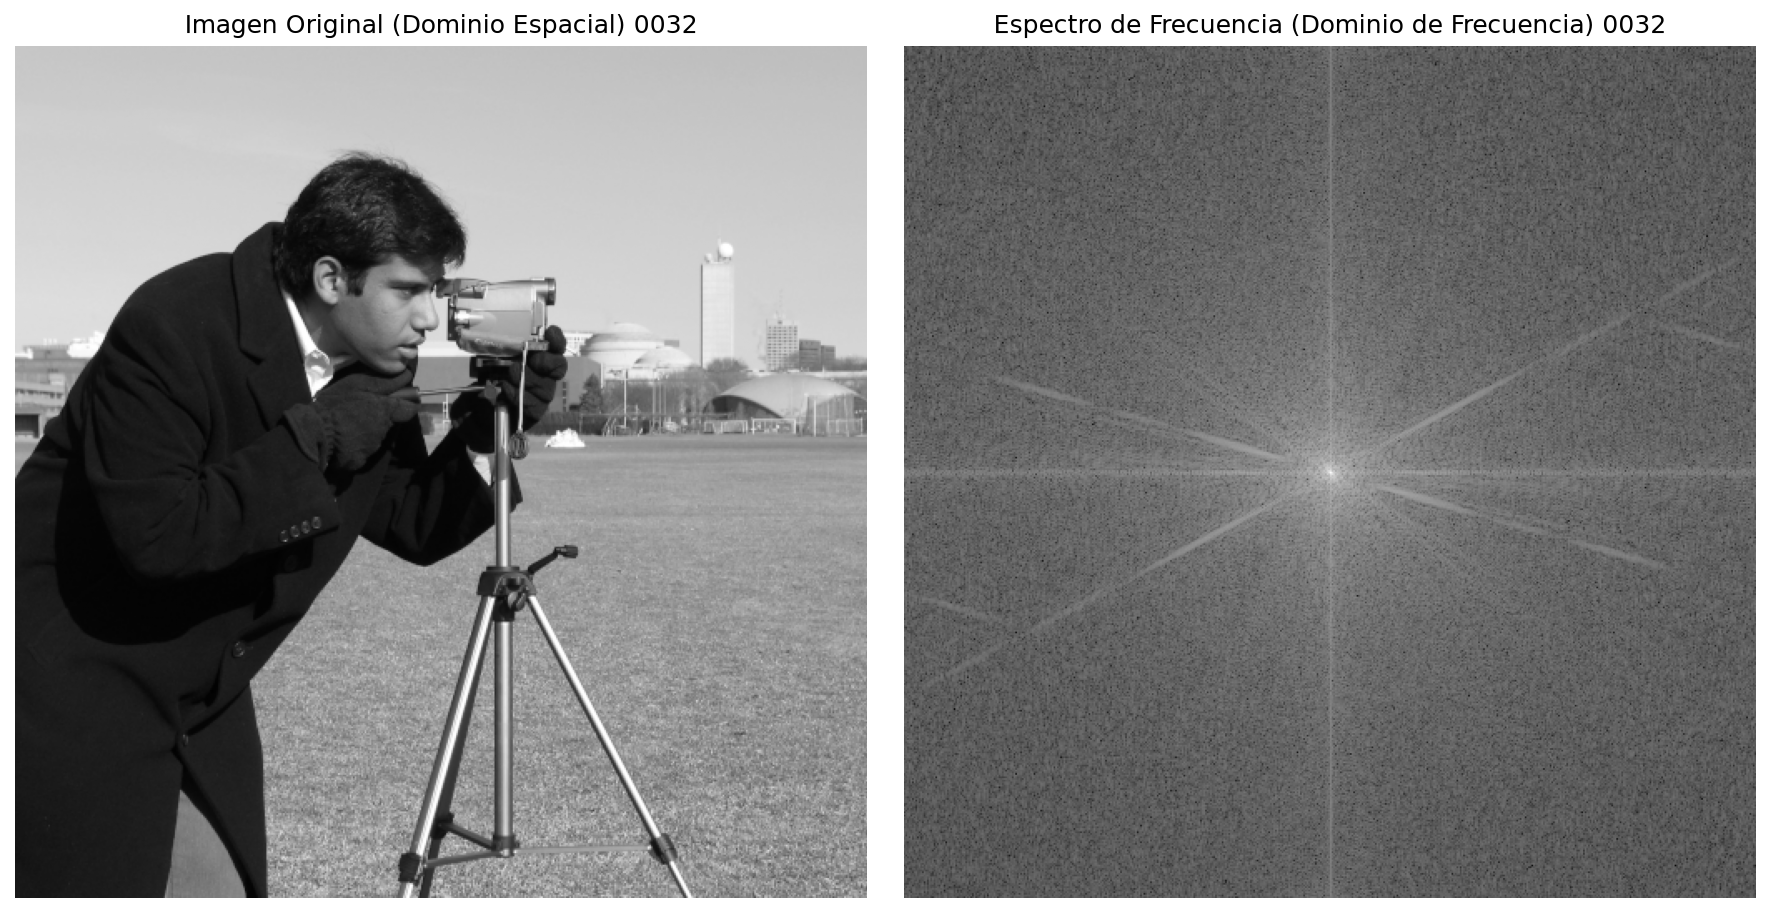 Imagen Original (Dominio Espacial) 0032
Espectro de Frecuencia (Dominio de Frecuencia) 0032